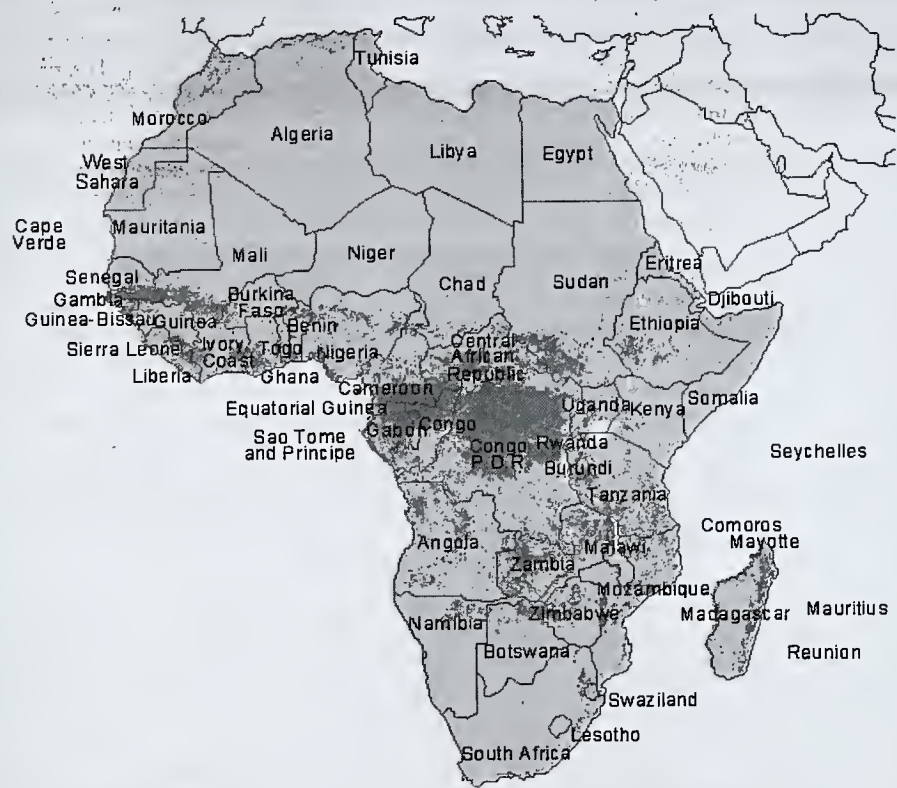 Tunisia
Morocco
Algeria
Libya
Egypt
West
Sahara
Cape
Verde
Mauritania
Mali
Niger
Chad
Sudan
Eritrea
Senegal
Gambia
Burkina
Faso
Djibouti
Guinea-Bissau
Guinea
Benin
Ethiopia
Sierra Leone
Ivory
Coast
Togo
Nigeria
Central
African
Republic
Liberia
Ghana
Cameroon
Somalia
Equatorial Guinea
Uganda
Kenya
Gabon
Congo
Sao Tome
and Principe
Congo
P.D.R
Rwanda
Burundi
Seychelles
Tanzania
Comoros
Mayotte
Angola
Malawi
Zambia
Mozambique
Zimbabwe
Madagascar
Mauritius
Namibia
Botswana
Reunion
Swaziland
Lesotho
South Africa